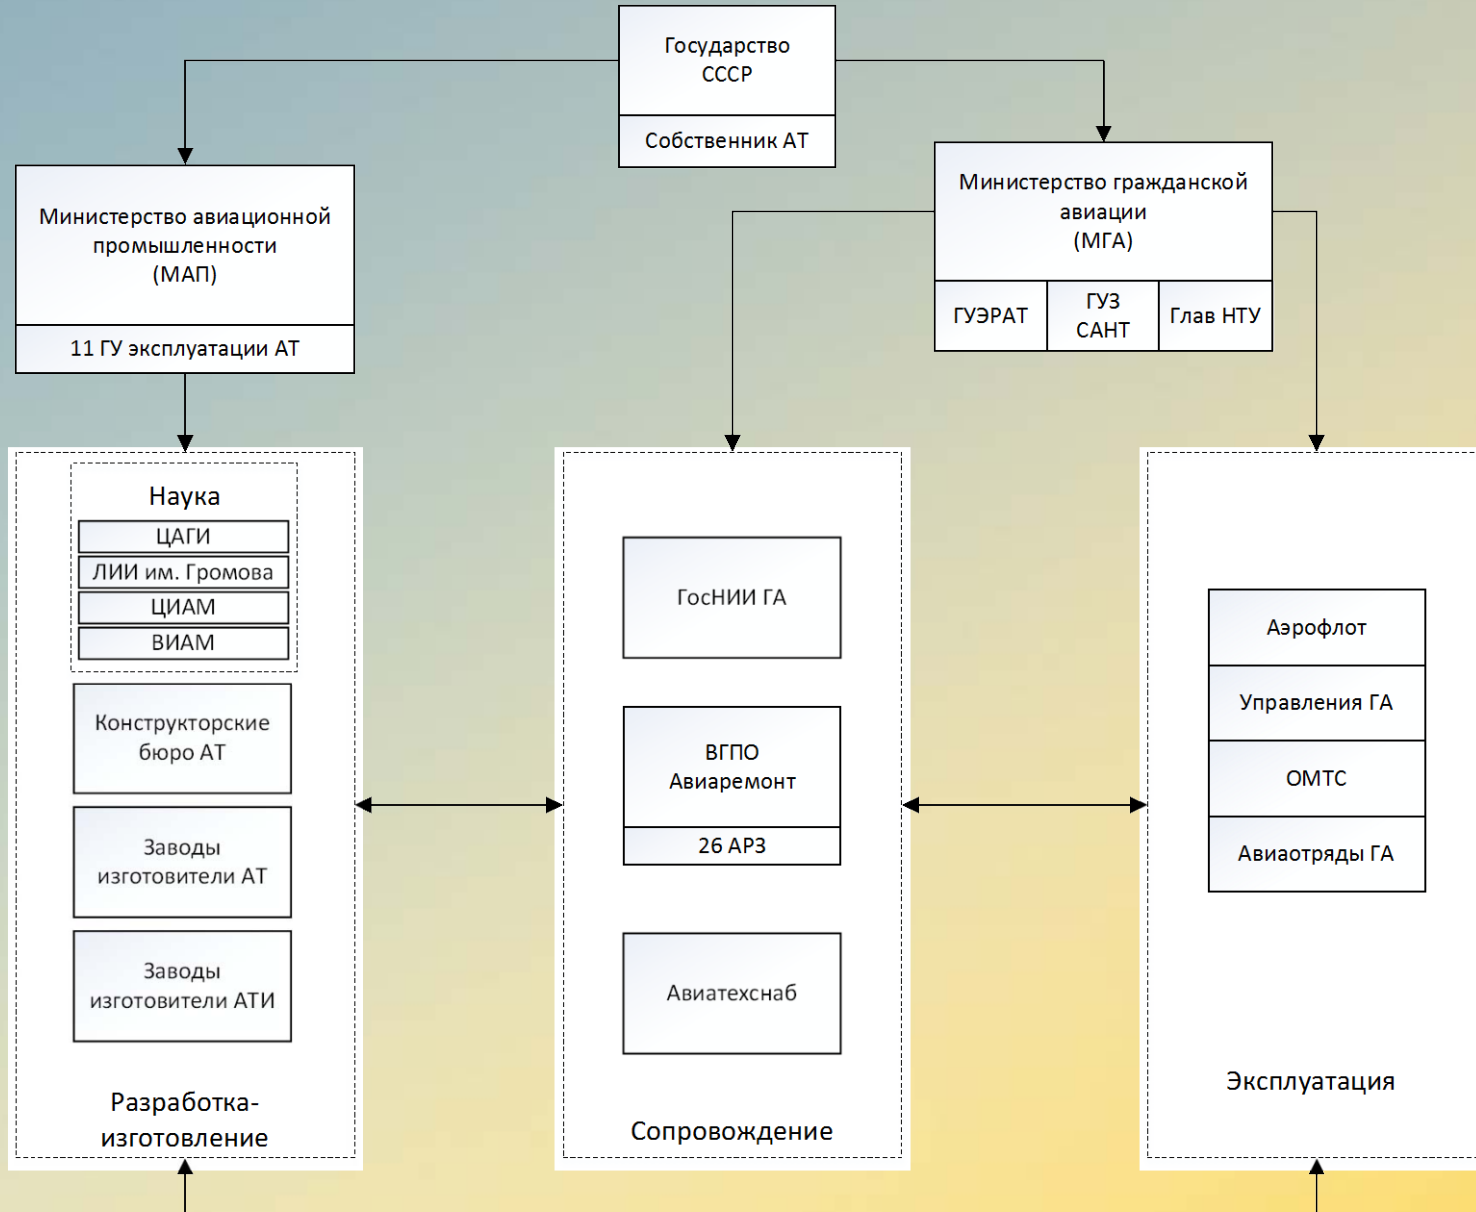 Государство
СССР
Собственник АТ
Министерство авиационной
промышленности
(МАП)
11 ГУ эксплуатации АТ
Министерство гражданской
авиации
(МГА)
ГУЭРАТ
ГУЗ
САНТ
Глав НТУ
Наука
ЦАГИ
ЛИИ им. Громова
ЦИАМ
ВИАМ
Конструкторские
бюро АТ
Заводы
изготовители АТ
Заводы
изготовители АТИ
Разработка-
изготовление
ГосНИИ ГА
ВГПО
Авиаремонт
26 АРЗ
Авиатехснаб
Сопровождение
Аэрофлот
Управления ГА
ОМТС
Авиаотряды ГА
Эксплуатация